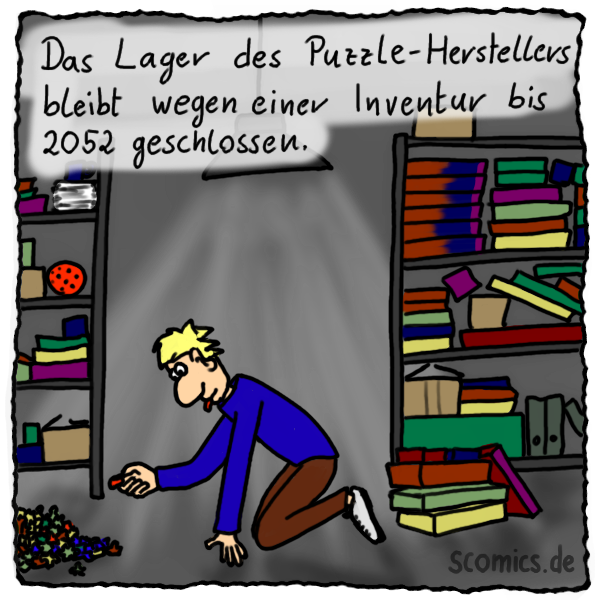 Das Lager des Puzzle-Herstellers
bleibt wegen einer Inventur bis
2052 geschlossen.
Scomics.de